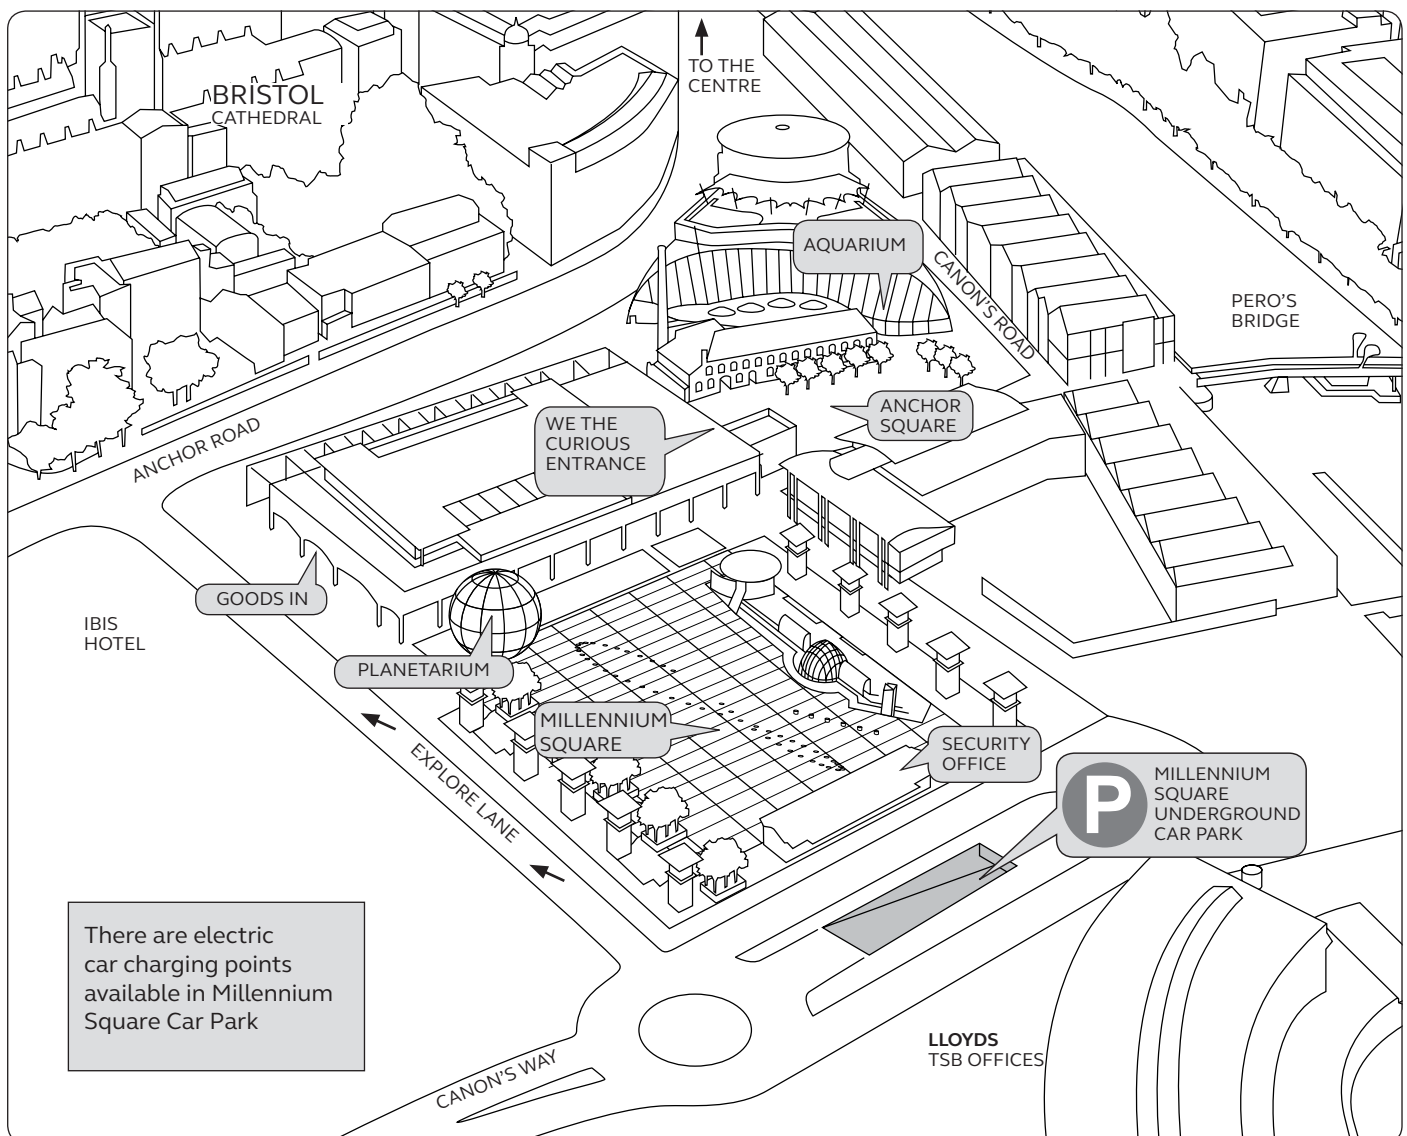 TO THE
CENTRE
BRISTOL
CATHEDRAL
AQUARIUM
CANON'S ROAD
PERO'S
BRIDGE
ANCHOR
SQUARE
WE THE
CURIOUS
ENTRANCE
ANCHOR ROAD
GOODS IN
IBIS
HOTEL
PLANETARIUM
MILLENNIUM
SQUARE
SECURITY
OFFICE
EXPLORE LANE
P
MILLENNIUM
SQUARE
UNDERGROUND
CAR PARK
There are electric
car charging points
available in Millennium
Square Car Park
LLOYDS
TSB OFFICES
CANON'S WAY